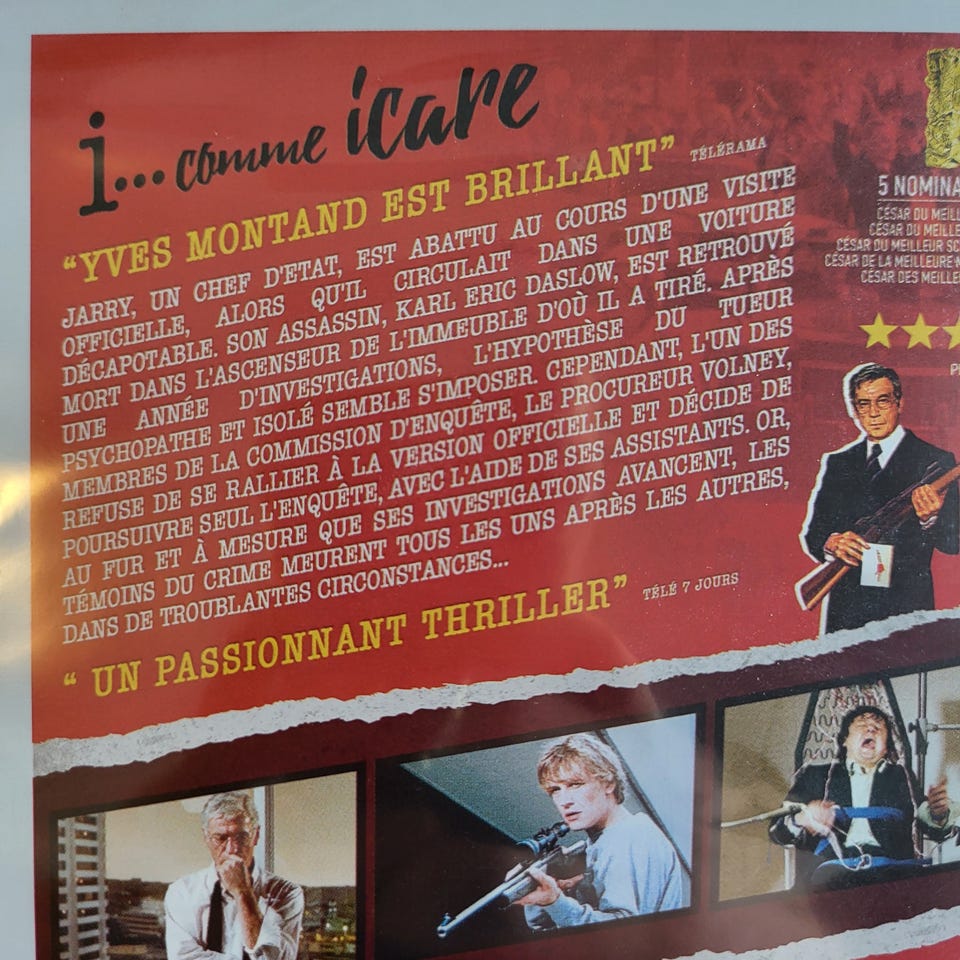 i... comme icare
"YVES MONTAND EST BRILLANT" TÉLÉRAMA
JARRY, UN CHEF D'ETAT, EST ABATTU AU COURS D'UNE VISITE
OFFICIELLE, ALORS QU'IL CIRCULAIT DANS UNE VOITURE
DÉCAPOTABLE. SON ASSASSIN, KARL ERIC DASLOW, EST RETROUVÉ
MORT DANS L'ASCENSEUR DE L'IMMEUBLE D'OÙ IL A TIRÉ. APRÈS
UNE ANNÉE D'INVESTIGATIONS, L'HYPOTHÈSE DU TUEUR
PSYCHOPATHE ET ISOLÉ SEMBLE S'IMPOSER. CEPENDANT, L'UN DES
MEMBRES DE LA COMMISSION D'ENQUÊTE, LE PROCUREUR VOLNEY,
REFUSE DE SE RALLIER À LA VERSION OFFICIELLE ET DÉCIDE DE
POURSUIVRE SEUL L'ENQUÊTE, AVEC L'AIDE DE SES ASSISTANTS. OR,
AU FUR ET À MESURE QUE SES INVESTIGATIONS AVANCENT, LES
TÉMOINS DU CRIME MEURENT TOUS LES UNS APRÈS LES AUTRES,
DANS DE TROUBLANTES CIRCONSTANCES...
" UN PASSIONNANT THRILLER" TÉLÉ 7 JOURS
5 NOMINA
CÉSAR DU MEILL
CÉSAR DU MEILLE
CÉSAR DU MEILLEUR SC
CÉSAR DE LA MEILLEURE M
CÉSAR DES MEILLE